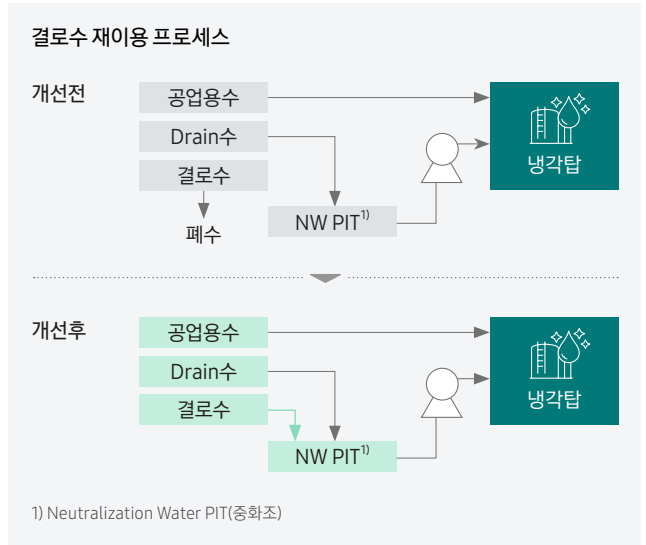 결로수 재이용 프로세스
개선전
공업용수
Drain수
결로수
폐수
NW PIT1)
냉각탑
개선후
공업용수
Drain수
결로수
NW PIT1)
냉각탑
1) Neutralization Water PIT(중화조)